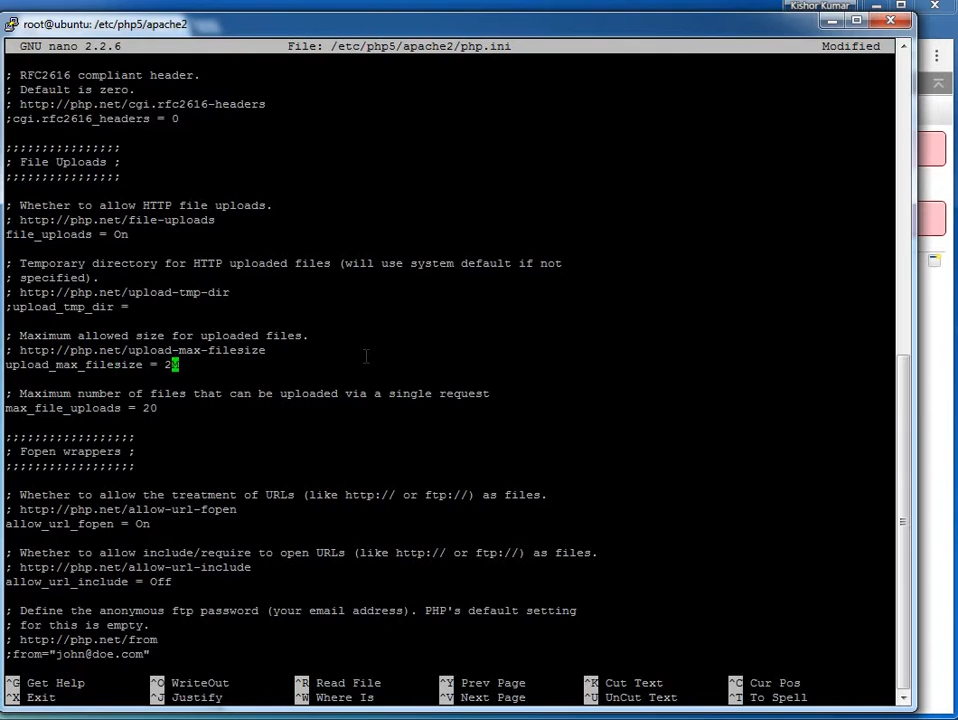 Kishor Kumar
root@ubuntu: /etc/php5/apache2
GNU nano 2.2.6 File: /etc/php5/apache2/php.ini Modified
; RFC2616 compliant header.
; Default is zero.
; http://php.net/cgi.rfc2616-headers
;cgi.rfc2616_headers = 0
;;;;;;;;;;;;;;;;
; File Uploads ;
;;;;;;;;;;;;;;;;
; Whether to allow HTTP file uploads.
; http://php.net/file-uploads
file_uploads = On
; Temporary directory for HTTP uploaded files (will use system default if not
; specified).
; http://php.net/upload-tmp-dir
;upload_tmp_dir =
; Maximum allowed size for uploaded files.
; http://php.net/upload-max-filesize
upload_max_filesize = 2
; Maximum number of files that can be uploaded via a single request
max_file_uploads = 20
;;;;;;;;;;;;;;;;;;
; Fopen wrappers ;
;;;;;;;;;;;;;;;;;;
; Whether to allow the treatment of URLs (like http:// or ftp://) as files.
; http://php.net/allow-url-fopen
allow_url_fopen = On
; Whether to allow include/require to open URLs (like http:// or ftp://) as files.
; http://php.net/allow-url-include
allow_url_include = Off
; Define the anonymous ftp password (your email address). PHP's default setting
; for this is empty.
; http://php.net/from
;from="john@doe.com"
^G Get Help ^O WriteOut ^R Read File ^Y Prev Page ^K Cut Text ^C Cur Pos
^X Exit ^J Justify ^W Where Is ^V Next Page ^U UnCut Text ^T To Spell